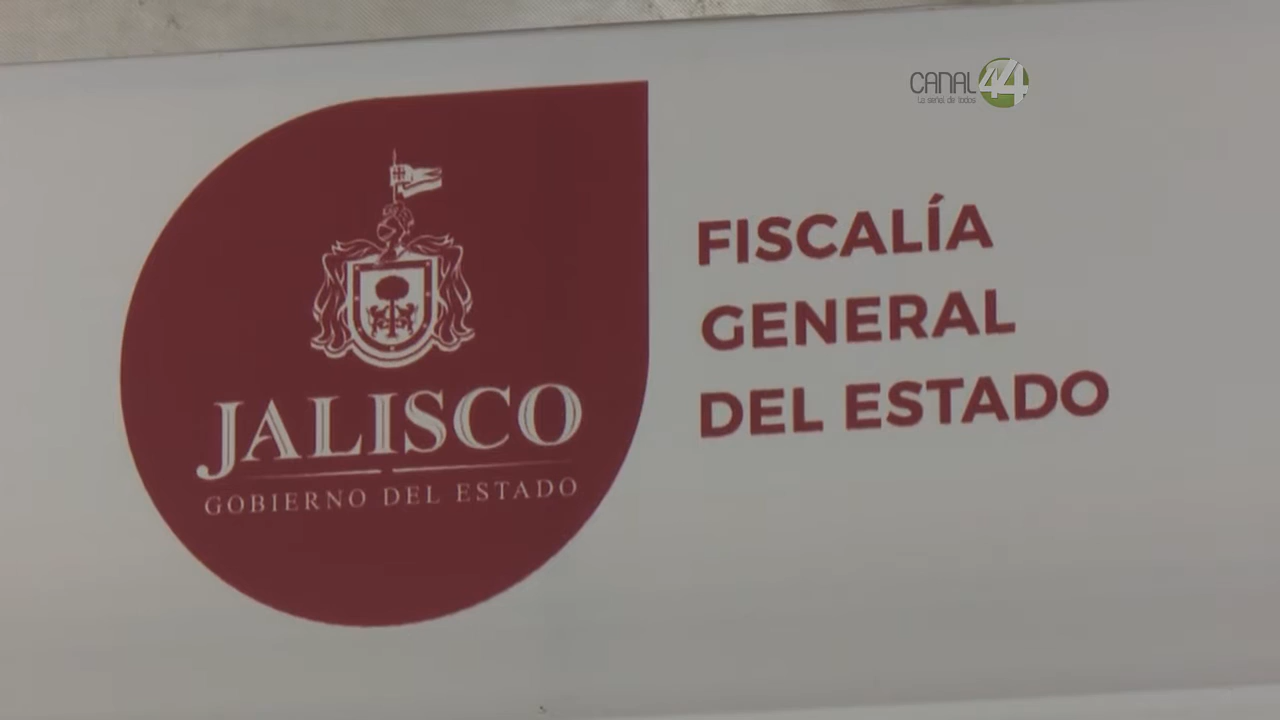 CANAL 44
La señal de todos
FISCALÍA
GENERAL
DEL ESTADO
JALISCO
GOBIERNO DEL ESTADO